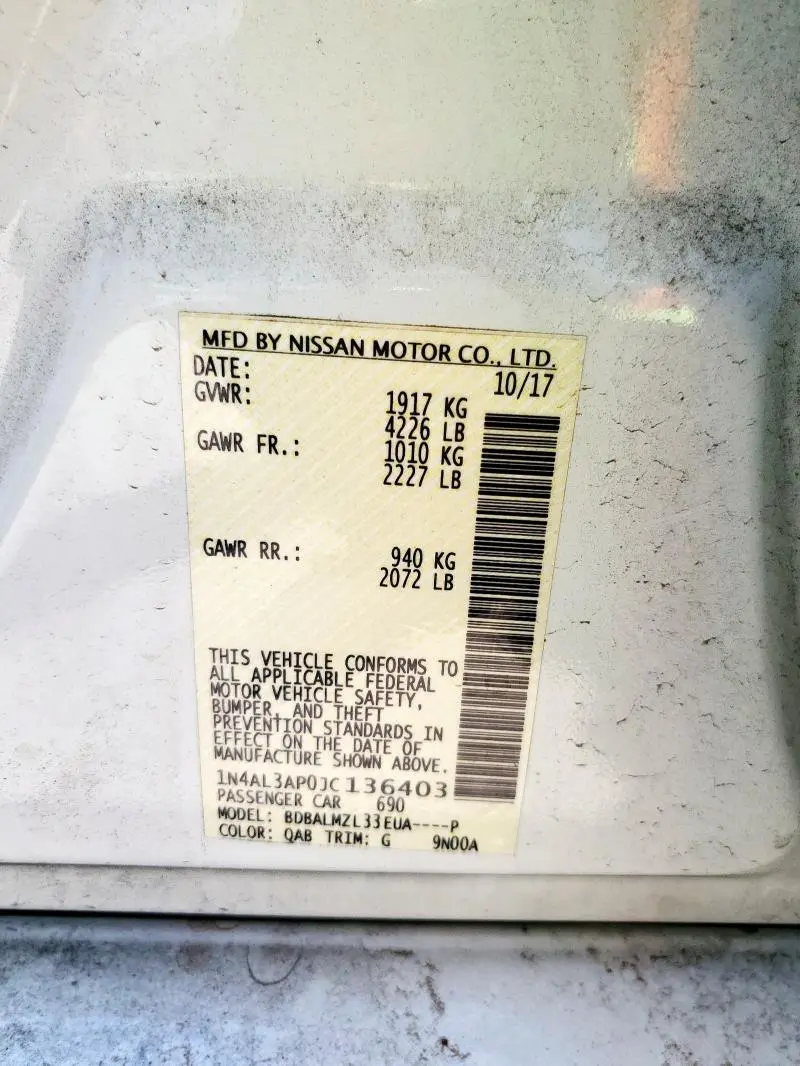 MFD BY NISSAN MOTOR CO., LTD.
DATE: 10/17
GVWR: 1917 KG
4226 LB
GAWR FR.: 1010 KG
2227 LB
GAWR RR.: 940 KG
2072 LB
THIS VEHICLE CONFORMS TO
ALL APPLICABLE FEDERAL
MOTOR VEHICLE SAFETY,
BUMPER, AND THEFT
PREVENTION STANDARDS IN
EFFECT ON THE DATE OF
MANUFACTURE SHOWN ABOVE.
1N4AL3AP0JC136403
PASSENGER CAR 690
MODEL: BDBALMZL33EUA----P
COLOR: QAB TRIM: G 9N00A